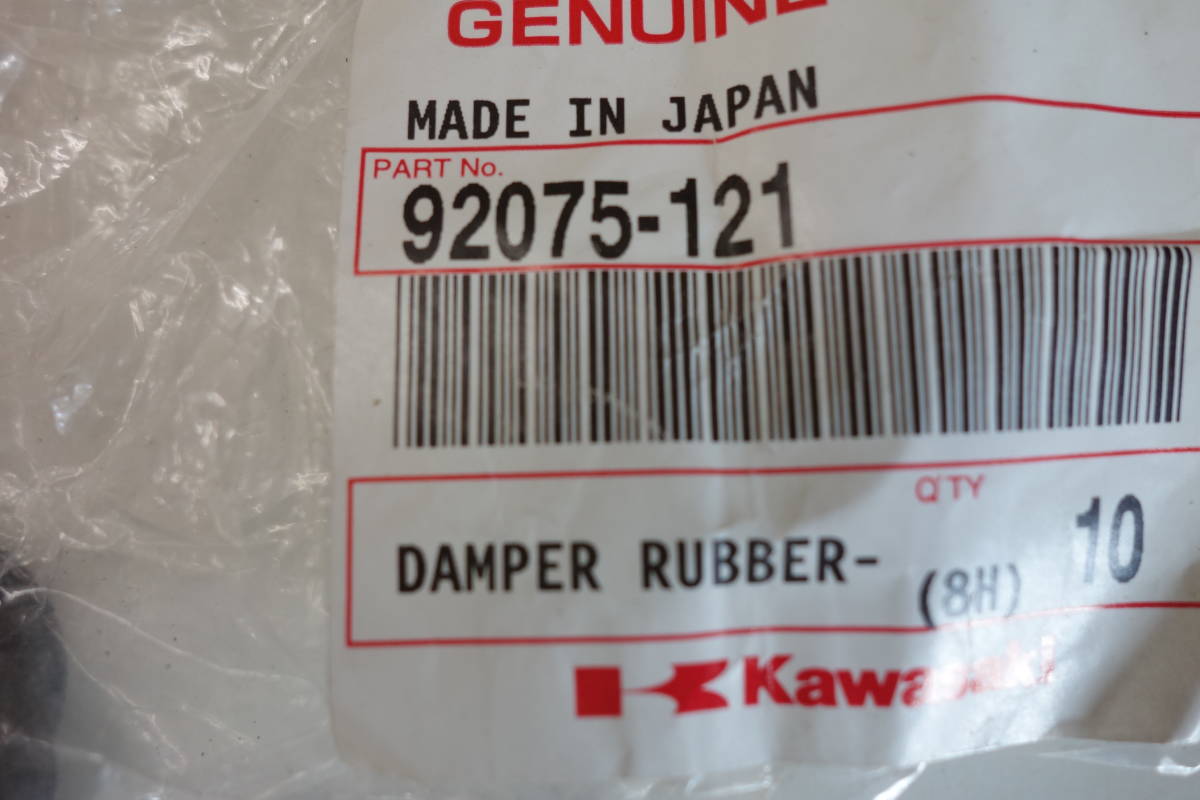 GENUINE
MADE IN JAPAN
PART No.
92075-121
Q'TY
DAMPER RUBBER- (8H) 10
Kawasaki